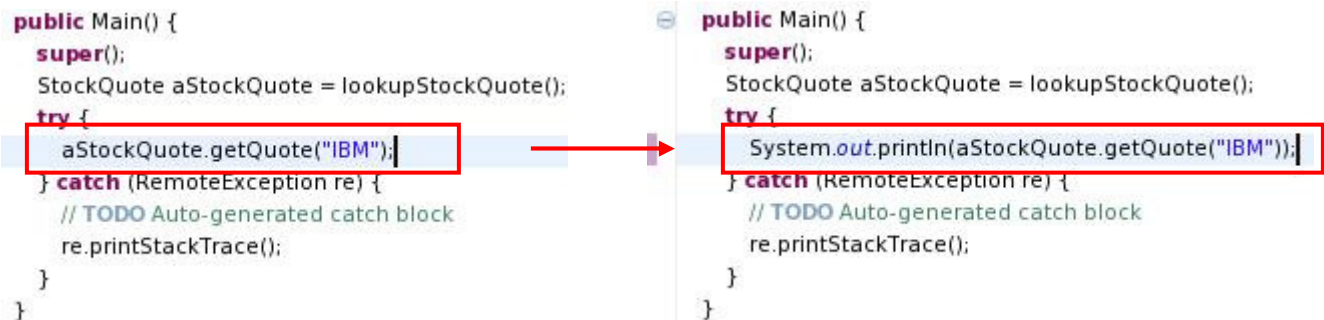 public Main() {
super();
StockQuote aStockQuote = lookupStockQuote();
try {
aStockQuote.getQuote("IBM");
} catch (RemoteException re) {
// TODO Auto-generated catch block
re.printStackTrace();
}
}
public Main() {
super();
StockQuote aStockQuote = lookupStockQuote();
try {
System.out.println(aStockQuote.getQuote("IBM"));
} catch (RemoteException re) {
// TODO Auto-generated catch block
re.printStackTrace();
}
}